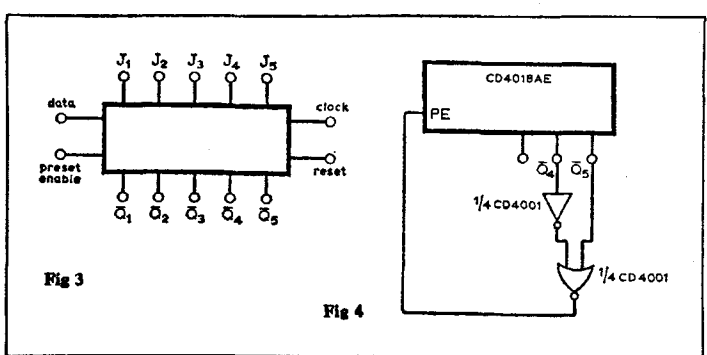 J1 J2 J3 J4 J5
data
clock
preset enable
reset
Q̅1 Q̅2 Q̅3 Q̅4 Q̅5
Fig 3
CD4018AE
PE
Q̅4 Q̅5
1/4 CD4001
1/4 CD4001
Fig 4